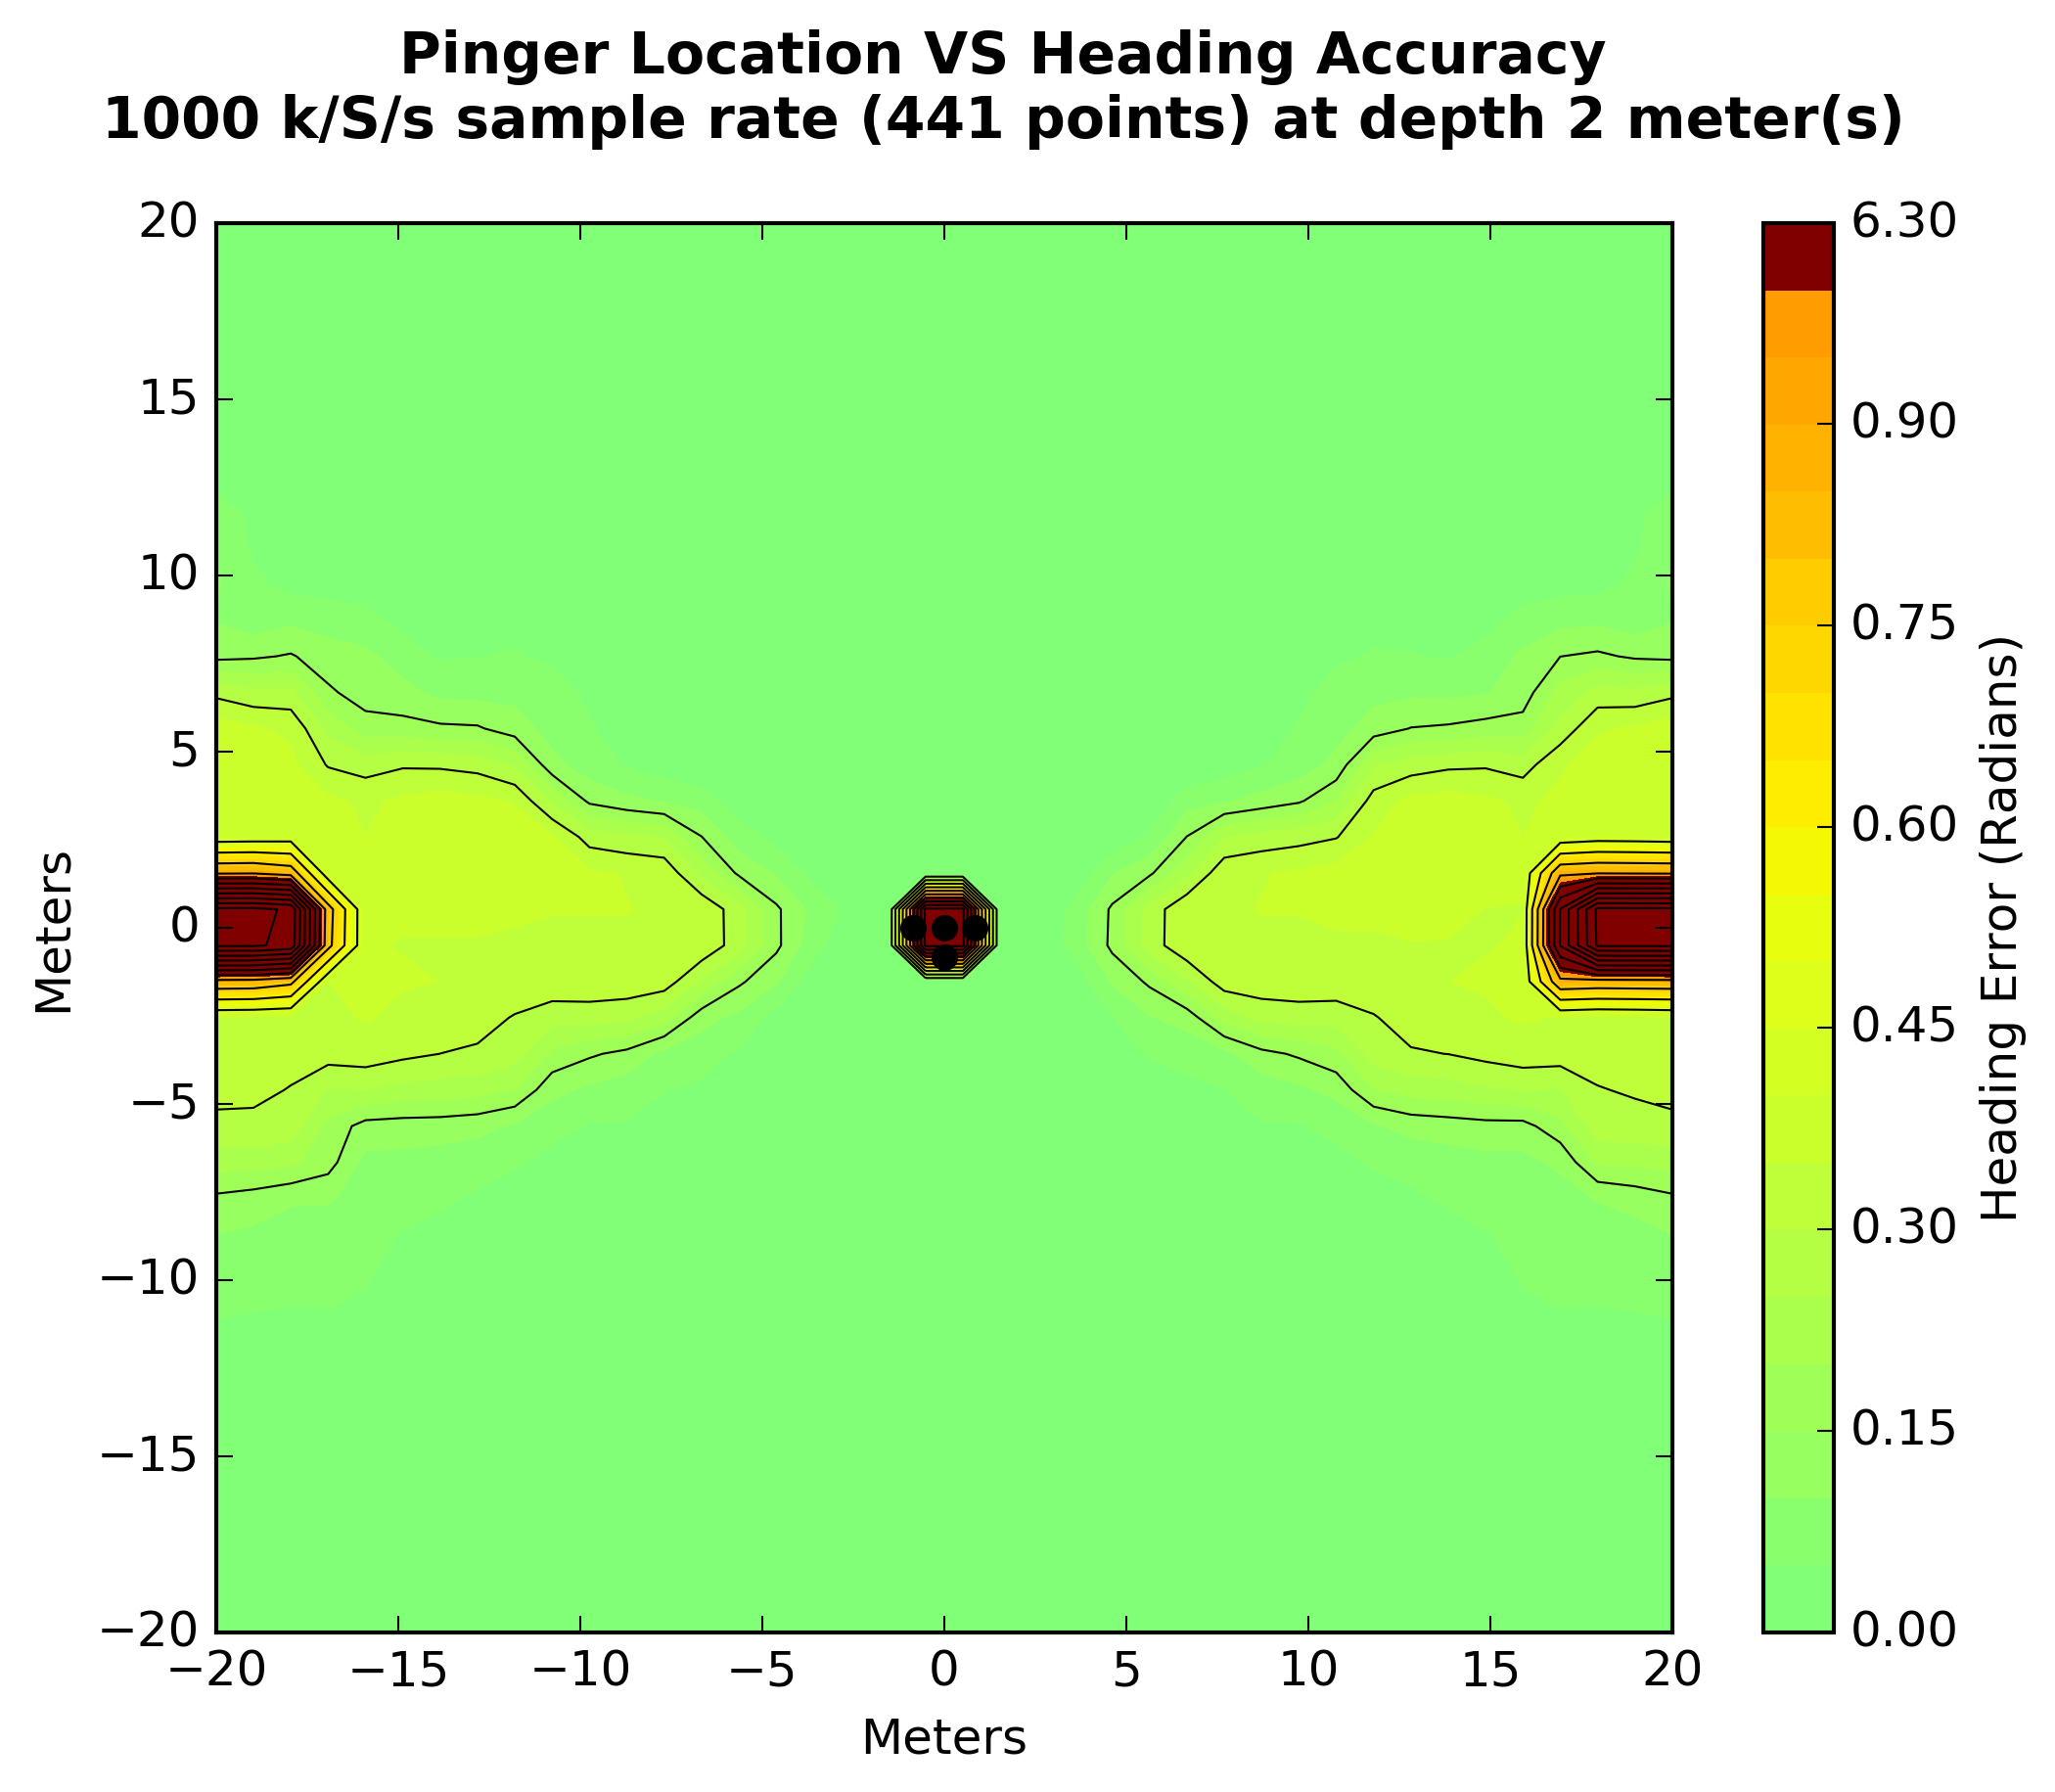 Pinger Location VS Heading Accuracy
1000 k/S/s sample rate (441 points) at depth 2 meter(s)
20
15
10
5
0
−5
−10
−15
−20
Meters
−20 −15 −10 −5 0 5 10 15 20
Meters
6.30
0.90
0.75
0.60
0.45
0.30
0.15
0.00
Heading Error (Radians)